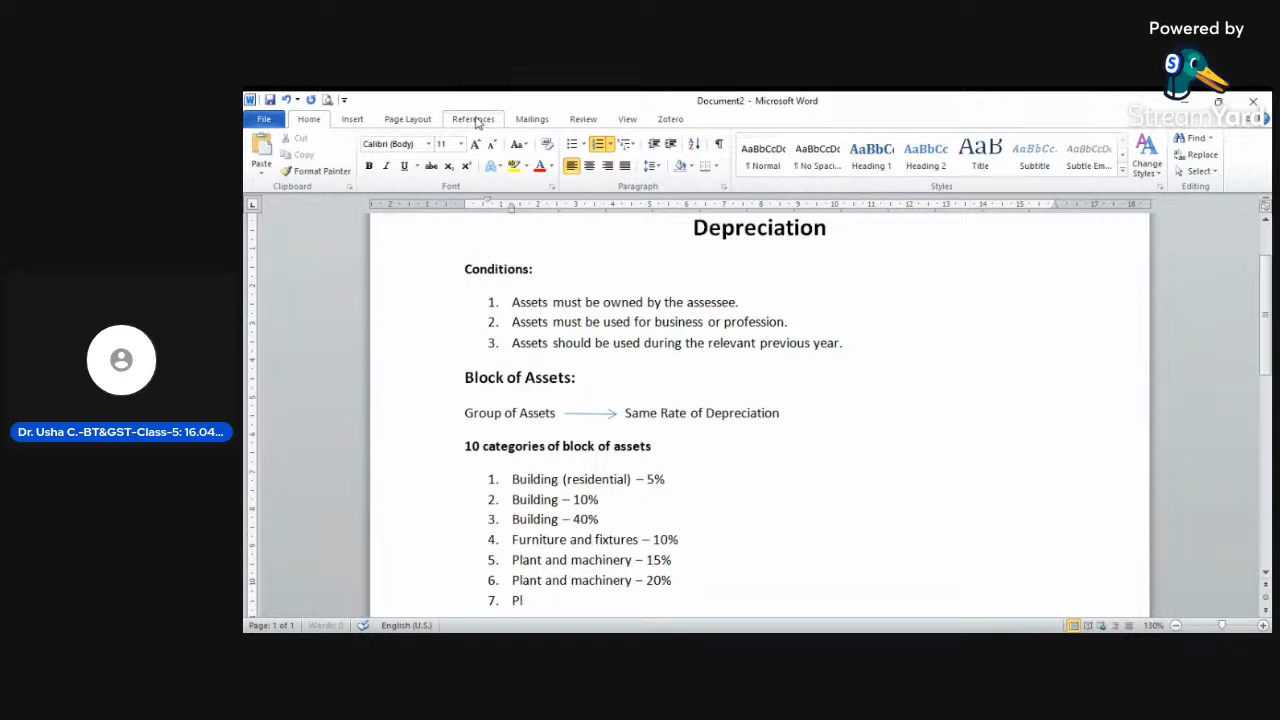 Powered by
S
StreamYard
Document2 - Microsoft Word
File Home Insert Page Layout References Mailings Review View Zotero
Paste
Cut
Copy
Format Painter
Clipboard
Calibri (Body) 11
Font
Paragraph
AaBbCcDc AaBbCcDc AaBbCc AaBbCc AaB AaBbCc. AaBbCcDc
¶ Normal ¶ No Spaci... Heading 1 Heading 2 Title Subtitle Subtle Em...
Change Styles
Styles
Find
Replace
Select
Editing
Depreciation
Conditions:
1. Assets must be owned by the assessee.
2. Assets must be used for business or profession.
3. Assets should be used during the relevant previous year.
Block of Assets:
Group of Assets Same Rate of Depreciation
10 categories of block of assets
1. Building (residential) – 5%
2. Building – 10%
3. Building – 40%
4. Furniture and fixtures – 10%
5. Plant and machinery – 15%
6. Plant and machinery – 20%
7. Pl
Page: 1 of 1 Words: 0 English (U.S.) 130%
Dr. Usha C.-BT&GST-Class-5: 16.04...